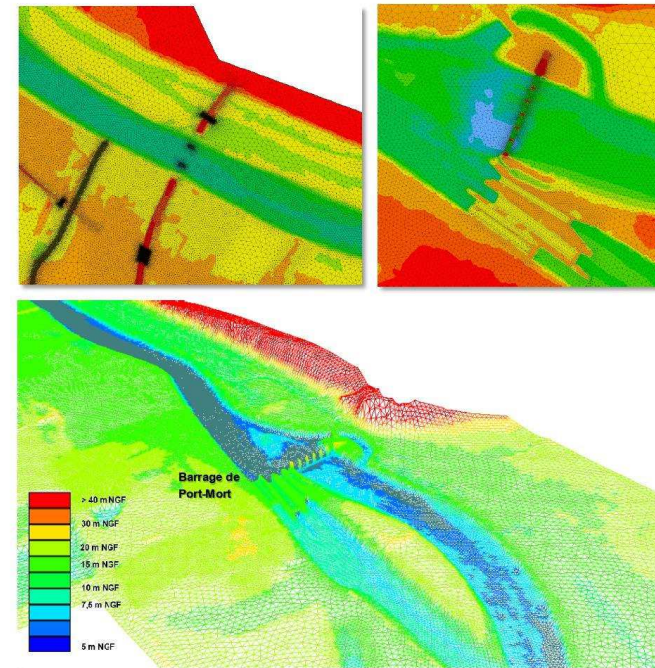 Barrage de
Port-Mort
> 40 m NGF
30 m NGF
20 m NGF
15 m NGF
10 m NGF
7,5 m NGF
5 m NGF